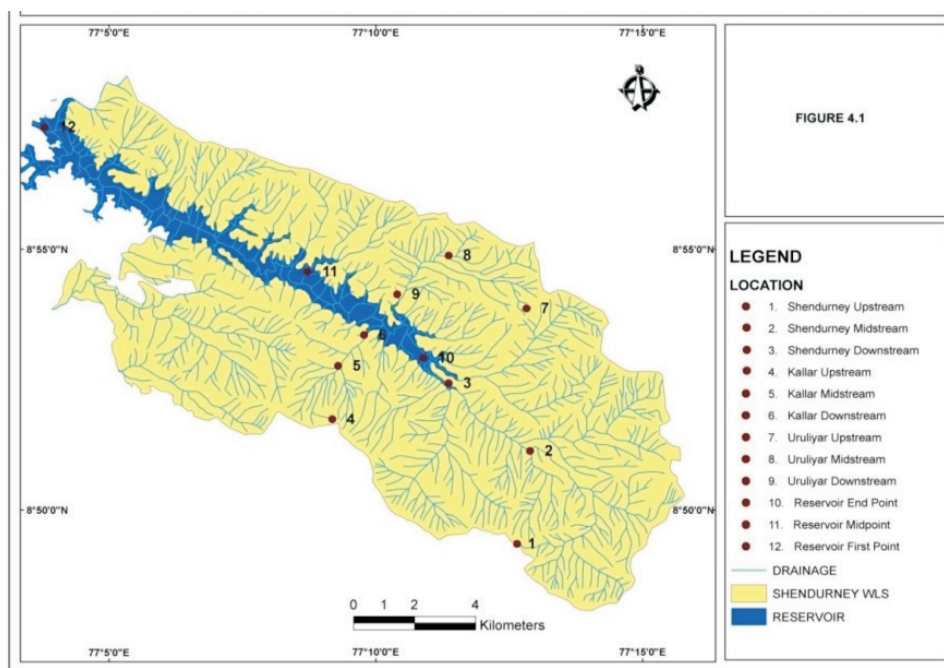 77°5'0"E 77°10'0"E 77°15'0"E
FIGURE 4.1
12
8°55'0"N 8°55'0"N
8
11
9
7
6
10
5
3
4
2
8°50'0"N 8°50'0"N
1
0 1 2 4
Kilometers
77°5'0"E 77°10'0"E 77°15'0"E
LEGEND
LOCATION
1. Shendurney Upstream
2. Shendurney Midstream
3. Shendurney Downstream
4. Kallar Upstream
5. Kallar Midstream
6. Kallar Downstream
7. Uruliyar Upstream
8. Uruliyar Midstream
9. Uruliyar Downstream
10. Reservoir End Point
11. Reservoir Midpoint
12. Reservoir First Point
DRAINAGE
SHENDURNEY WLS
RESERVOIR